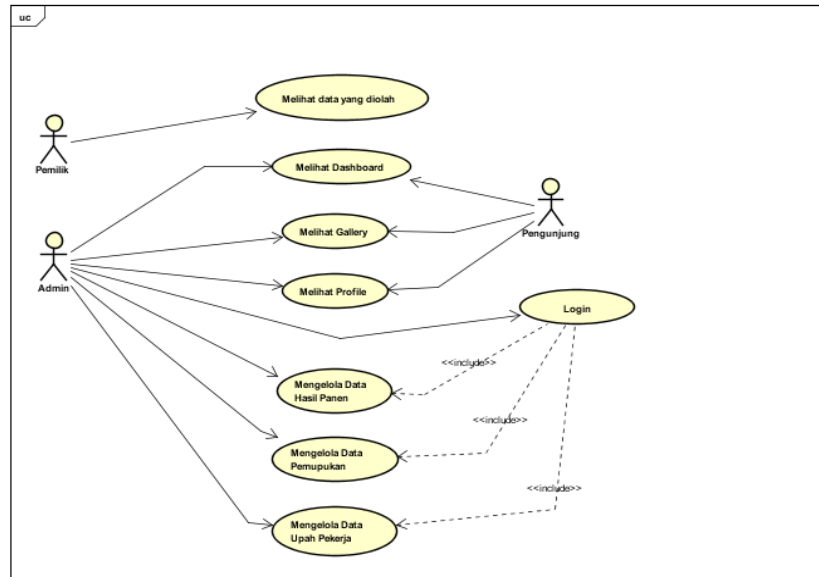 uc
Melihat data yang diolah
Pemilik
Melihat Dashboard
Pengunjung
Melihat Gallery
Admin
Melihat Profile
Login
<<include>>
Mengelola Data
Hasil Panen
<<include>>
Mengelola Data
Pemupukan
<<include>>
Mengelola Data
Upah Pekerja